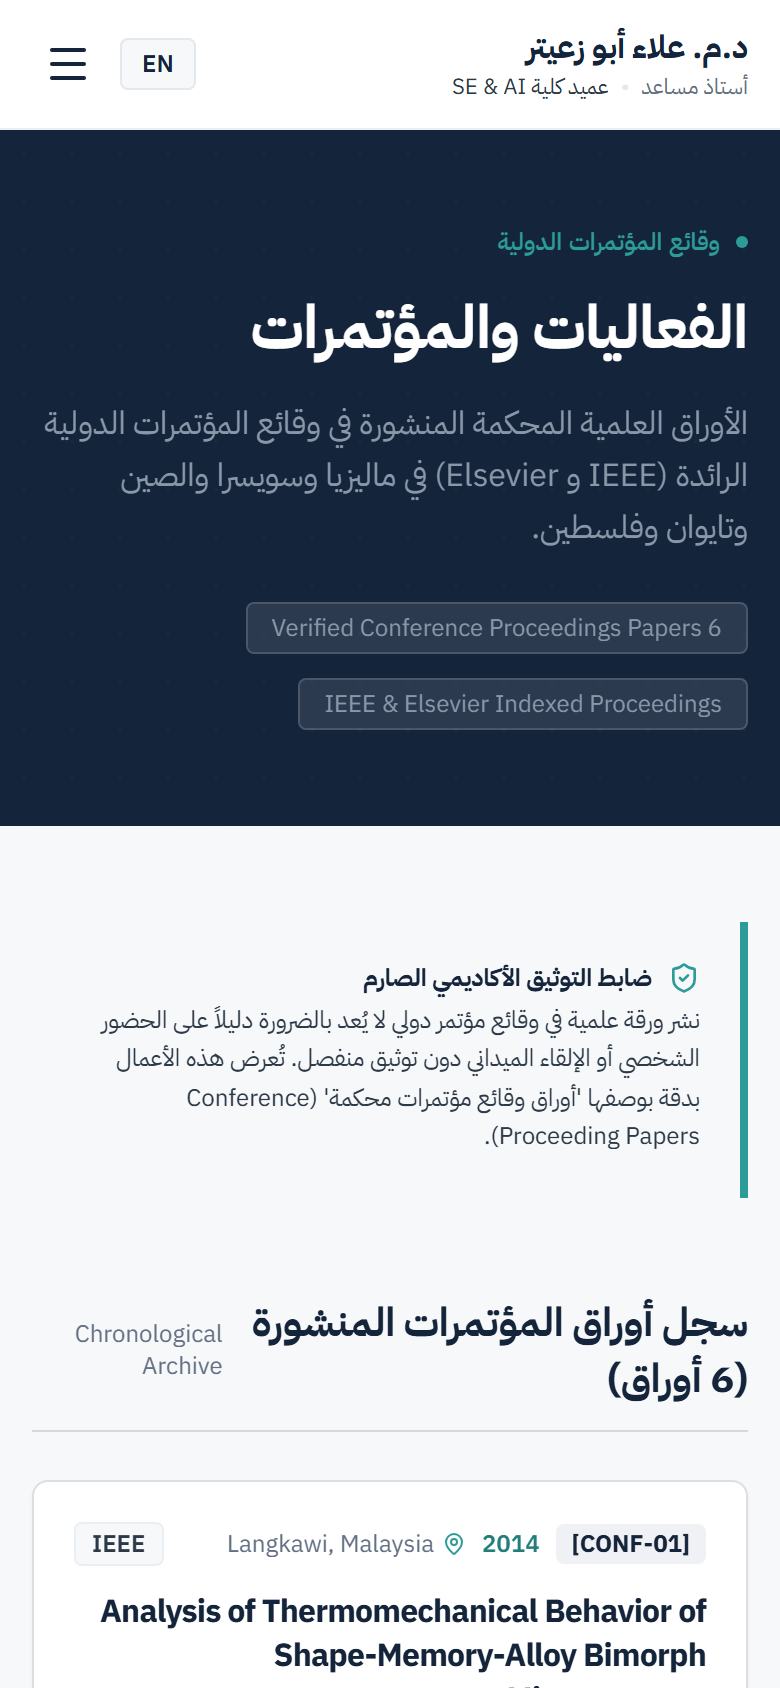 د.م. علاء أبو زعيتر
أستاذ مساعد • عميد كلية SE & AI
EN
وقائع المؤتمرات الدولية
الفعاليات والمؤتمرات
الأوراق العلمية المحكمة المنشورة في وقائع المؤتمرات الدولية
الرائدة (IEEE و Elsevier) في ماليزيا وسويسرا والصين
وتايوان وفلسطين.
6 Verified Conference Proceedings Papers
IEEE & Elsevier Indexed Proceedings
ضابط التوثيق الأكاديمي الصارم
نشر ورقة علمية في وقائع مؤتمر دولي لا يُعد بالضرورة دليلاً على الحضور
الشخصي أو الإلقاء الميداني دون توثيق منفصل. تُعرض هذه الأعمال
بدقة بوصفها 'أوراق وقائع مؤتمرات محكمة' (Conference
Proceeding Papers).
سجل أوراق المؤتمرات المنشورة
(6 أوراق)
Chronological
Archive
[CONF-01] 2014 Langkawi, Malaysia IEEE
Analysis of Thermomechanical Behavior of
Shape-Memory-Alloy Bimorph